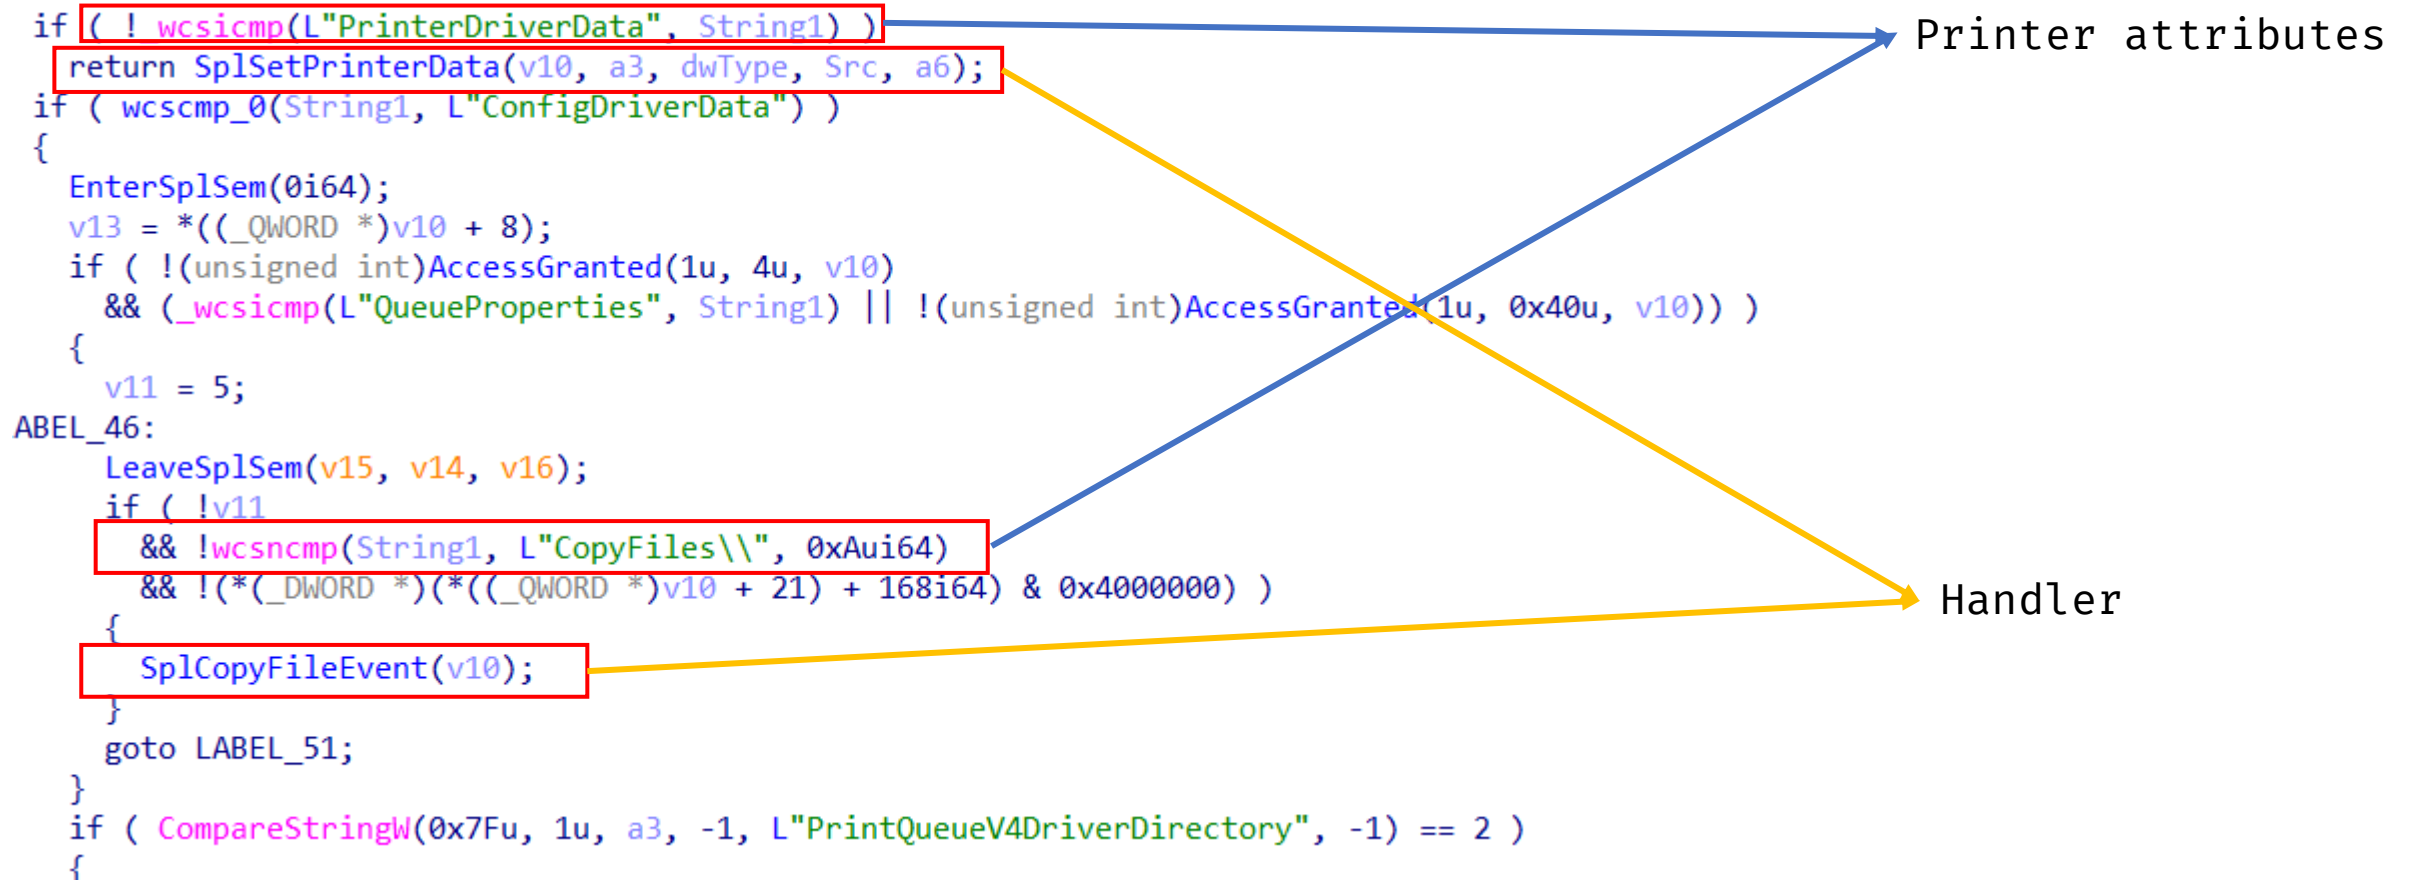 if ( !_wcsicmp(L"PrinterDriverData", String1) )
return SplSetPrinterData(v10, a3, dwType, Src, a6);
if ( wcscmp_0(String1, L"ConfigDriverData") )
{
EnterSplSem(0i64);
v13 = *((_QWORD *)v10 + 8);
if ( !(unsigned int)AccessGranted(1u, 4u, v10)
&& (_wcsicmp(L"QueueProperties", String1) || !(unsigned int)AccessGranted(1u, 0x40u, v10)) )
{
v11 = 5;
ABEL_46:
LeaveSplSem(v15, v14, v16);
if ( !v11
&& !wcsncmp(String1, L"CopyFiles\\", 0xAui64)
&& !(*(_DWORD *)(*((_QWORD *)v10 + 21) + 168i64) & 0x4000000) )
{
SplCopyFileEvent(v10);
}
goto LABEL_51;
}
if ( CompareStringW(0x7Fu, 1u, a3, -1, L"PrintQueueV4DriverDirectory", -1) == 2 )
{
Printer attributes
Handler